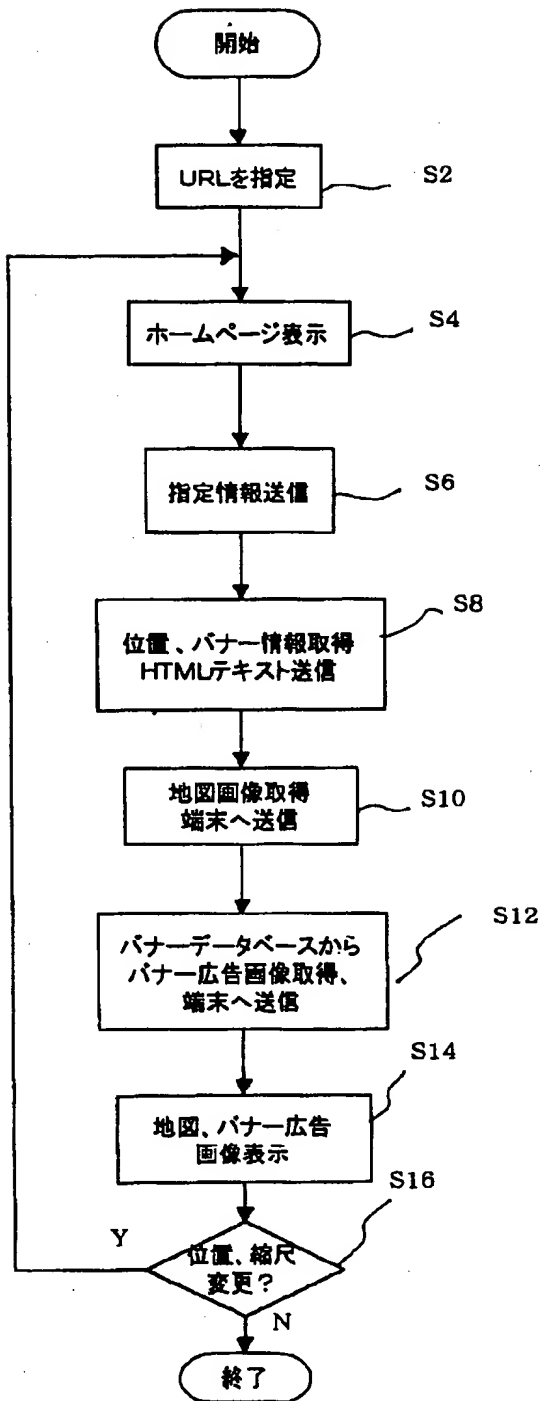 開始
URLを指定
S2
ホームページ表示
S4
指定情報送信
S6
位置、バナー情報取得
HTMLテキスト送信
S8
地図画像取得
端末へ送信
S10
バナーデータベースから
バナー広告画像取得、
端末へ送信
S12
地図、バナー広告
画像表示
S14
位置、縮尺
変更?
S16
Y
N
終了